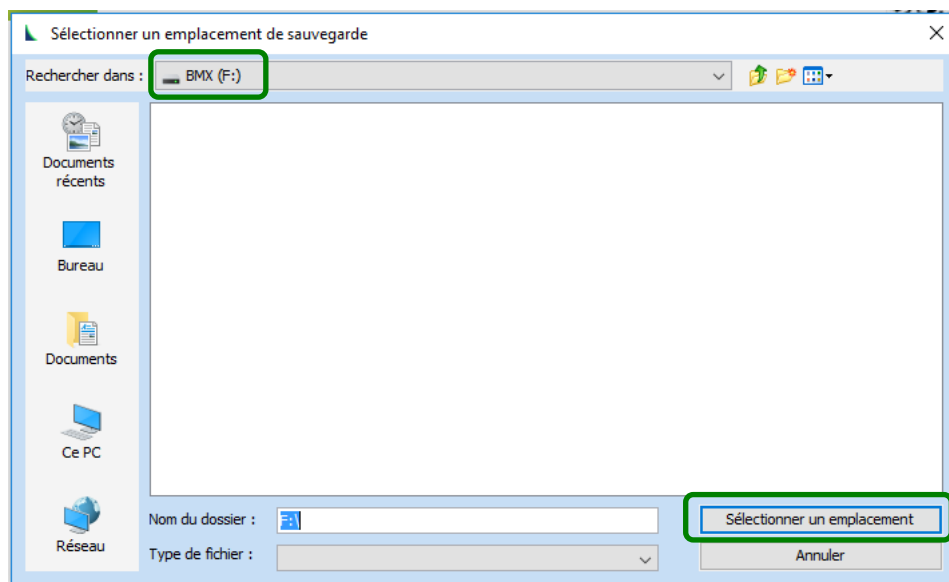 Sélectionner un emplacement de sauvegarde
Rechercher dans :
BMX (F:)
Documents
récents
Bureau
Documents
Ce PC
Réseau
Nom du dossier :
F:\
Sélectionner un emplacement
Type de fichier :
Annuler